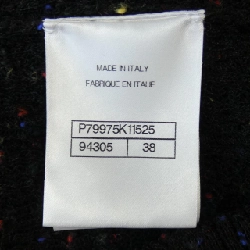 MADE IN ITALY
FABRIQUE EN ITALIE
P79975K11525
94305 38